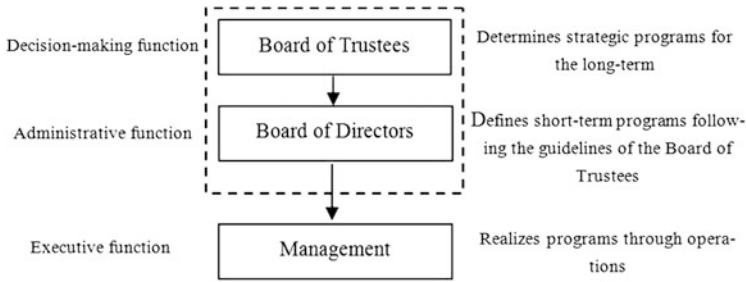 Decision-making function
Board of Trustees
Determines strategic programs for
the long-term
Administrative function
Board of Directors
Defines short-term programs follow-
ing the guidelines of the Board of
Trustees
Executive function
Management
Realizes programs through opera-
tions